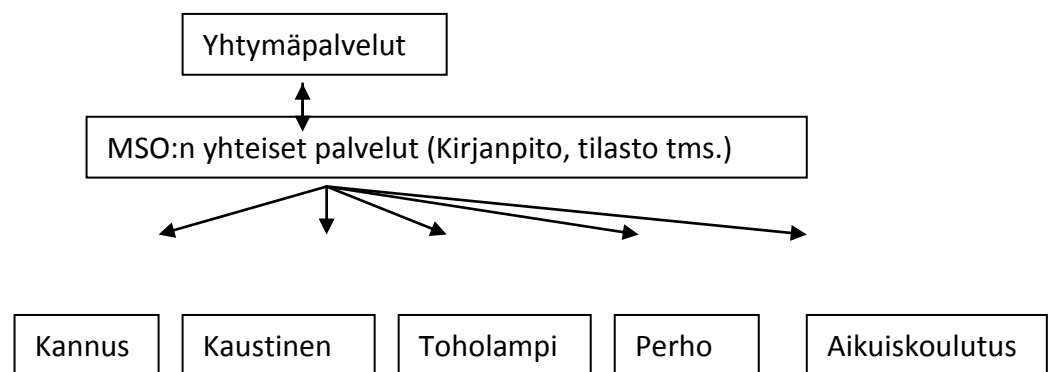 Yhtymäpalvelut
MSO:n yhteiset palvelut (Kirjanpito, tilasto tms.)
Kannus
Kaustinen
Toholampi
Perho
Aikuiskoulutus